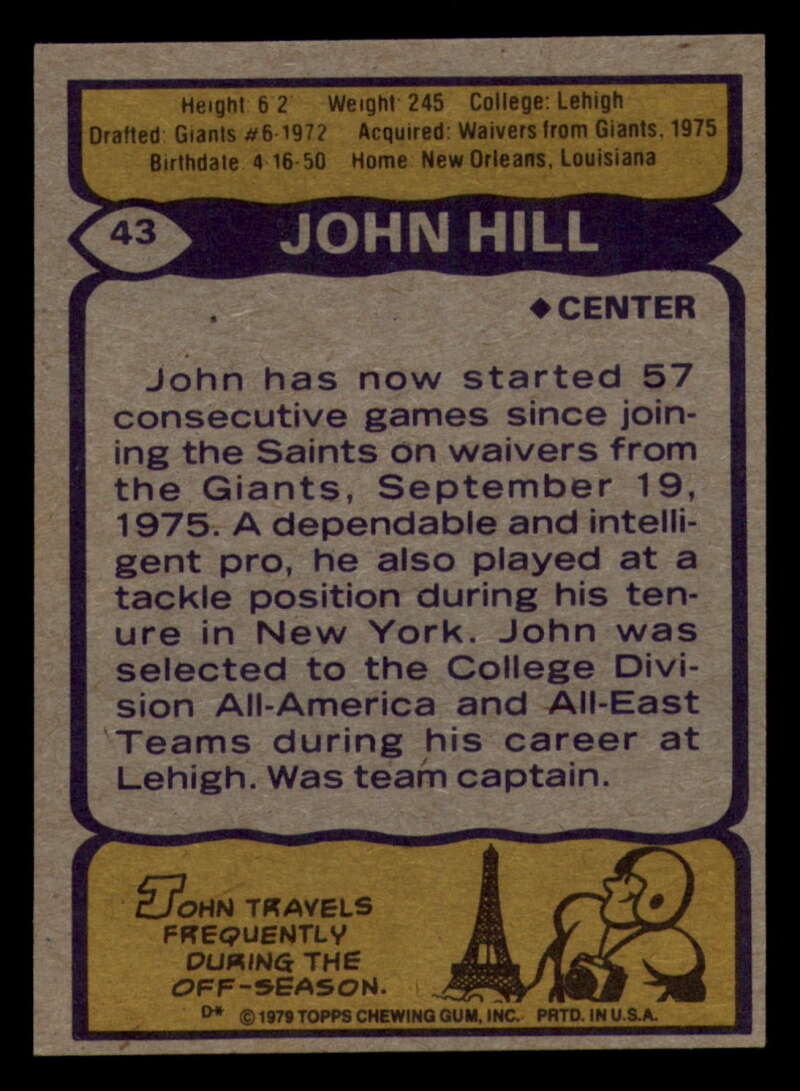 Height 6 2 Weight 245 College: Lehigh
Drafted: Giants #6-1972 Acquired: Waivers from Giants, 1975
Birthdate 4-16-50 Home New Orleans, Louisiana
43 JOHN HILL
◆CENTER
John has now started 57
consecutive games since join-
ing the Saints on waivers from
the Giants, September 19,
1975. A dependable and intelli-
gent pro, he also played at a
tackle position during his ten-
ure in New York. John was
selected to the College Divi-
sion All-America and All-East
Teams during his career at
Lehigh. Was team captain.
JOHN TRAVELS
FREQUENTLY
DURING THE
OFF-SEASON.
D* © 1979 TOPPS CHEWING GUM, INC. PRTD. IN U.S.A.